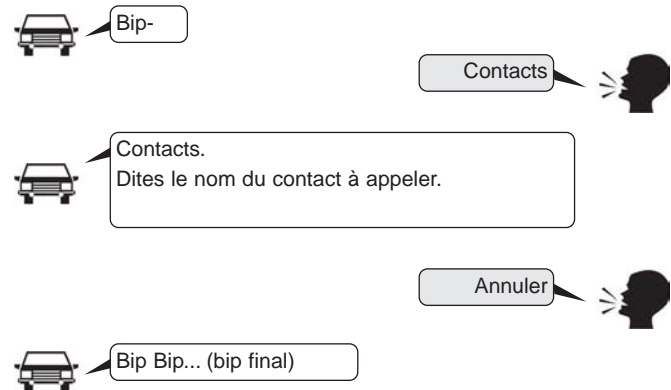 Bip-
Contacts
Contacts.
Dites le nom du contact à appeler.
Annuler
Bip Bip... (bip final)